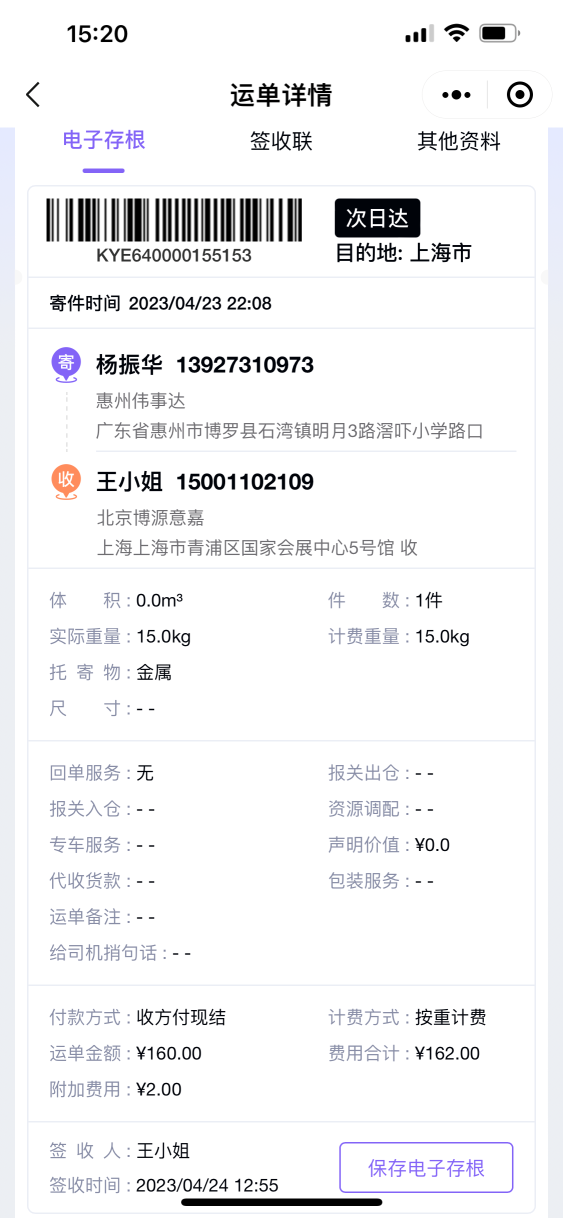 15:20
运单详情
电子存根 签收联 其他资料
次日达
KYE640000155153 目的地: 上海市
寄件时间 2023/04/23 22:08
寄 杨振华 13927310973
惠州伟事达
广东省惠州市博罗县石湾镇明月3路滘吓小学路口
收 王小姐 15001102109
北京博源意嘉
上海上海市青浦区国家会展中心5号馆 收
体 积 : 0.0m³ 件 数 : 1件
实际重量 : 15.0kg 计费重量 : 15.0kg
托 寄 物 : 金属
尺 寸 : - -
回单服务 : 无 报关出仓 : - -
报关入仓 : - - 资源调配 : - -
专车服务 : - - 声明价值 : ¥0.0
代收货款 : - - 包装服务 : - -
运单备注 : - -
给司机捎句话 : - -
付款方式 : 收方付现结 计费方式 : 按重计费
运单金额 : ¥160.00 费用合计 : ¥162.00
附加费用 : ¥2.00
签 收 人 : 王小姐
保存电子存根
签收时间 : 2023/04/24 12:55